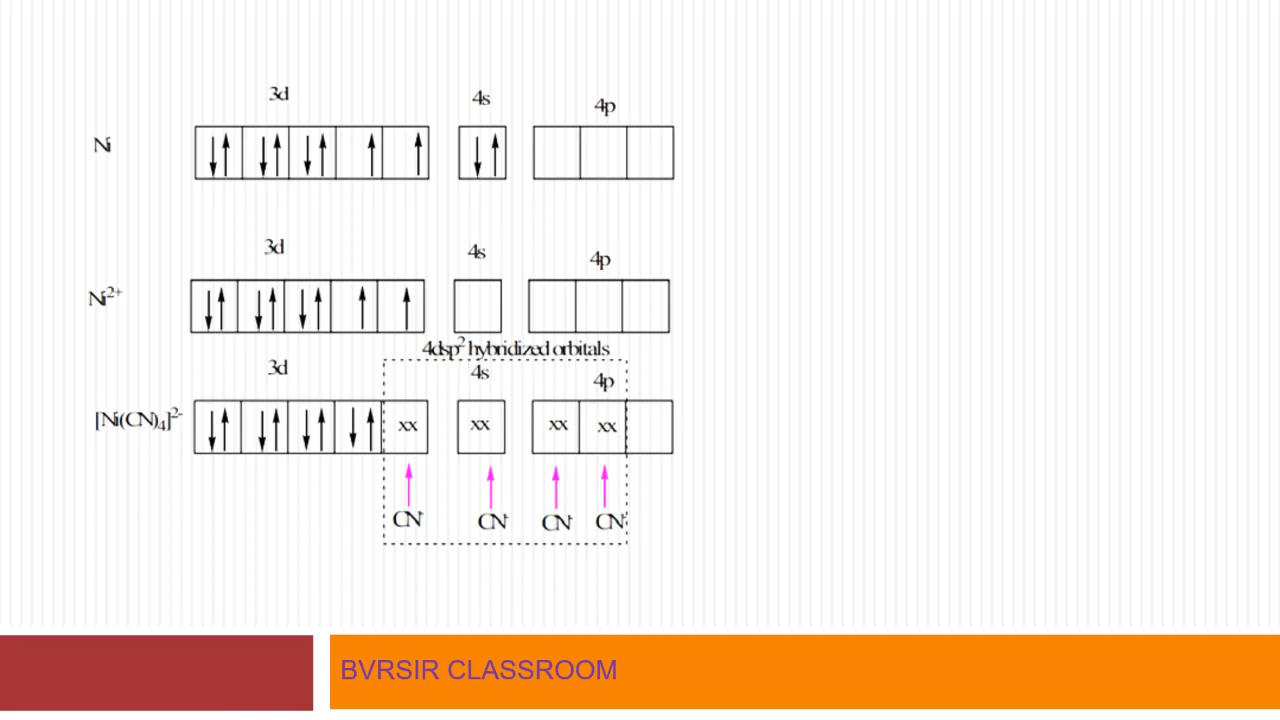 3d 4s 4p
Ni
3d 4s 4p
Ni2+
4dsp2 hybridized orbitals
3d 4s 4p
[Ni(CN)4]2- xx xx xx xx
CN- CN- CN- CN-
BVRSIR CLASSROOM